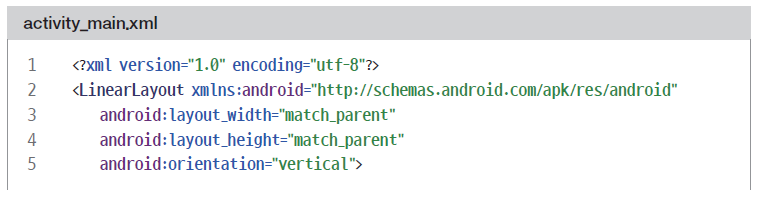 activity_main.xml
1 <?xml version="1.0" encoding="utf-8"?>
2 <LinearLayout xmlns:android="http://schemas.android.com/apk/res/android"
3 android:layout_width="match_parent"
4 android:layout_height="match_parent"
5 android:orientation="vertical">